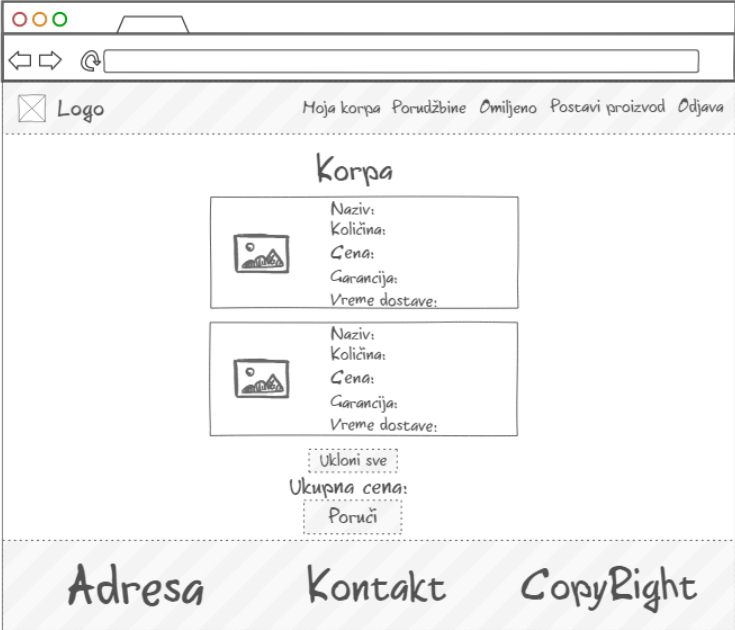 Logo Moja korpa Porudžbine Omiljeno Postavi proizvod Odjava
Korpa
Naziv:
Količina:
Cena:
Garancija:
Vreme dostave:
Naziv:
Količina:
Cena:
Garancija:
Vreme dostave:
Ukloni sve
Ukupna cena:
Poruči
Adresa Kontakt CopyRight